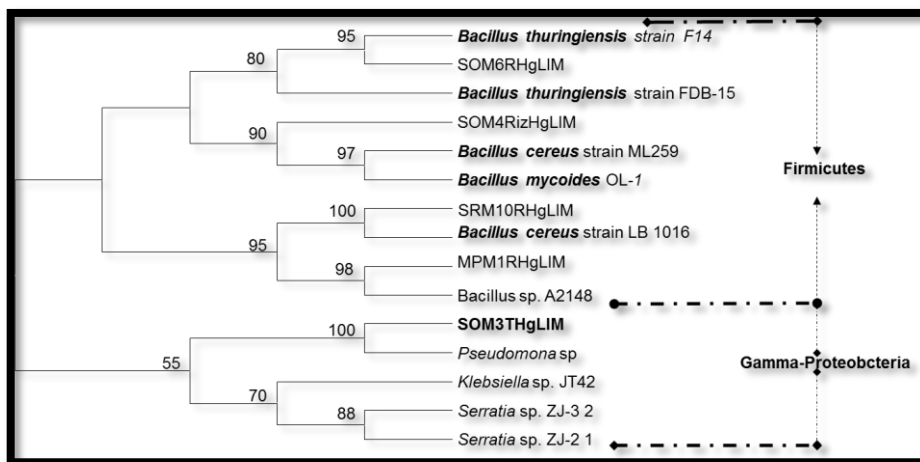 95
Bacillus thuringiensis strain F14
80
SOM6RHgLIM
Bacillus thuringiensis strain FDB-15
SOM4RizHgLIM
90
97
Bacillus cereus strain ML259
Firmicutes
Bacillus mycoides OL-1
100
SRM10RHgLIM
Bacillus cereus strain LB 1016
95
98
MPM1RHgLIM
Bacillus sp. A2148
100
SOM3THgLIM
55
Pseudomona sp
Gamma-Proteobcteria
70
Klebsiella sp. JT42
88
Serratia sp. ZJ-3 2
Serratia sp. ZJ-2 1